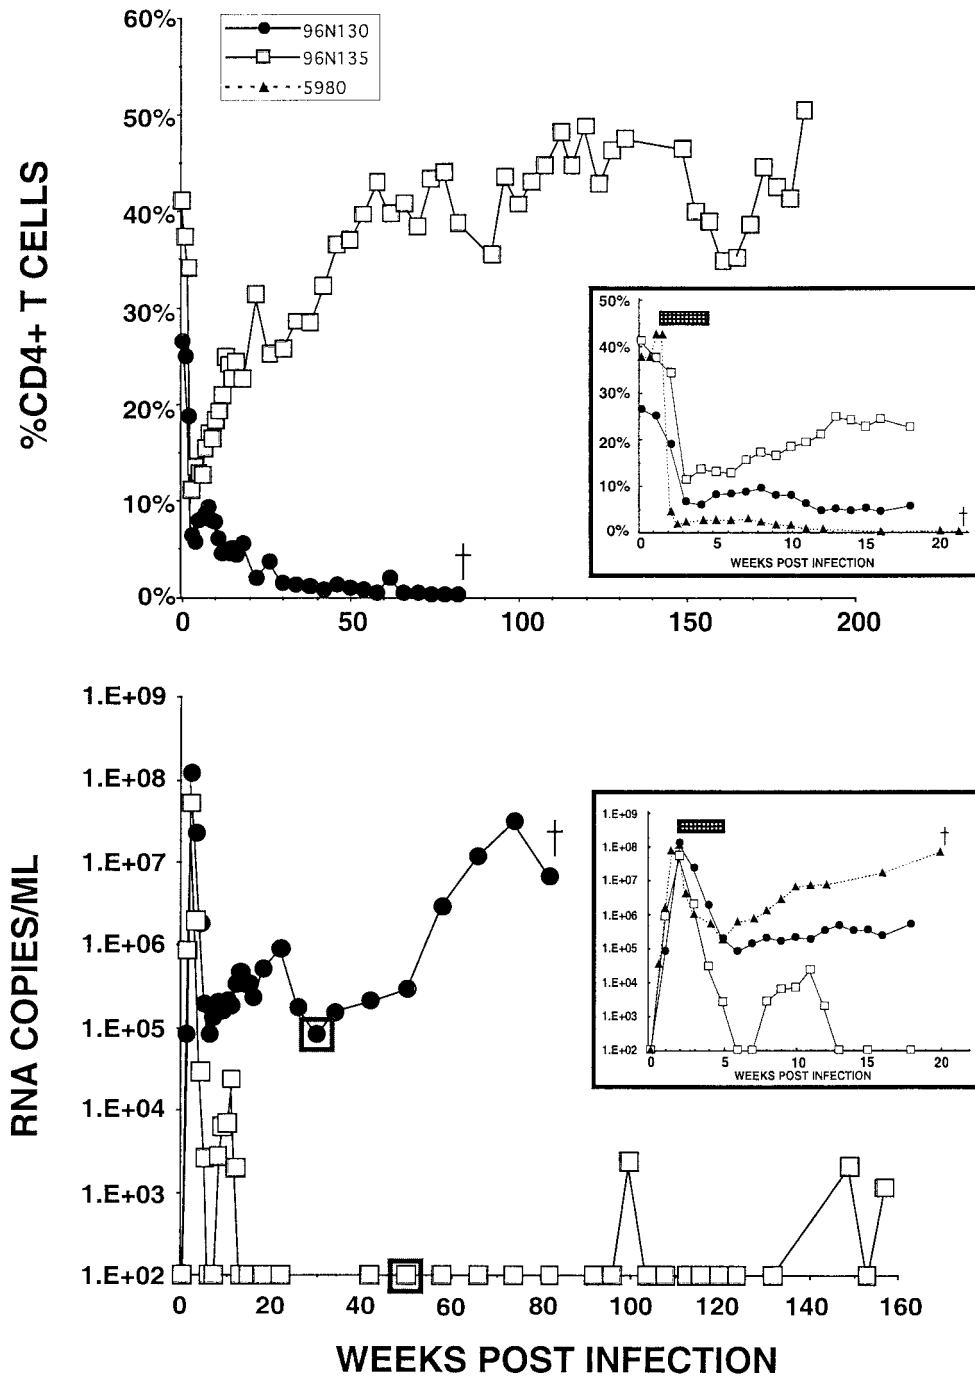 60%
96N130
96N135
5980
50%
40%
30%
20%
10%
0%
%CD4+ T CELLS
†
0 50 100 150 200
50%
40%
30%
20%
10%
0%
†
0 5 10 15 20
WEEKS POST INFECTION
1.E+09
1.E+08
1.E+07
1.E+06
1.E+05
1.E+04
1.E+03
1.E+02
RNA COPIES/ML
†
0 20 40 60 80 100 120 140 160
1.E+09
1.E+08
1.E+07
1.E+06
1.E+05
1.E+04
1.E+03
1.E+02
†
0 5 10 15 20
WEEKS POST INFECTION
WEEKS POST INFECTION